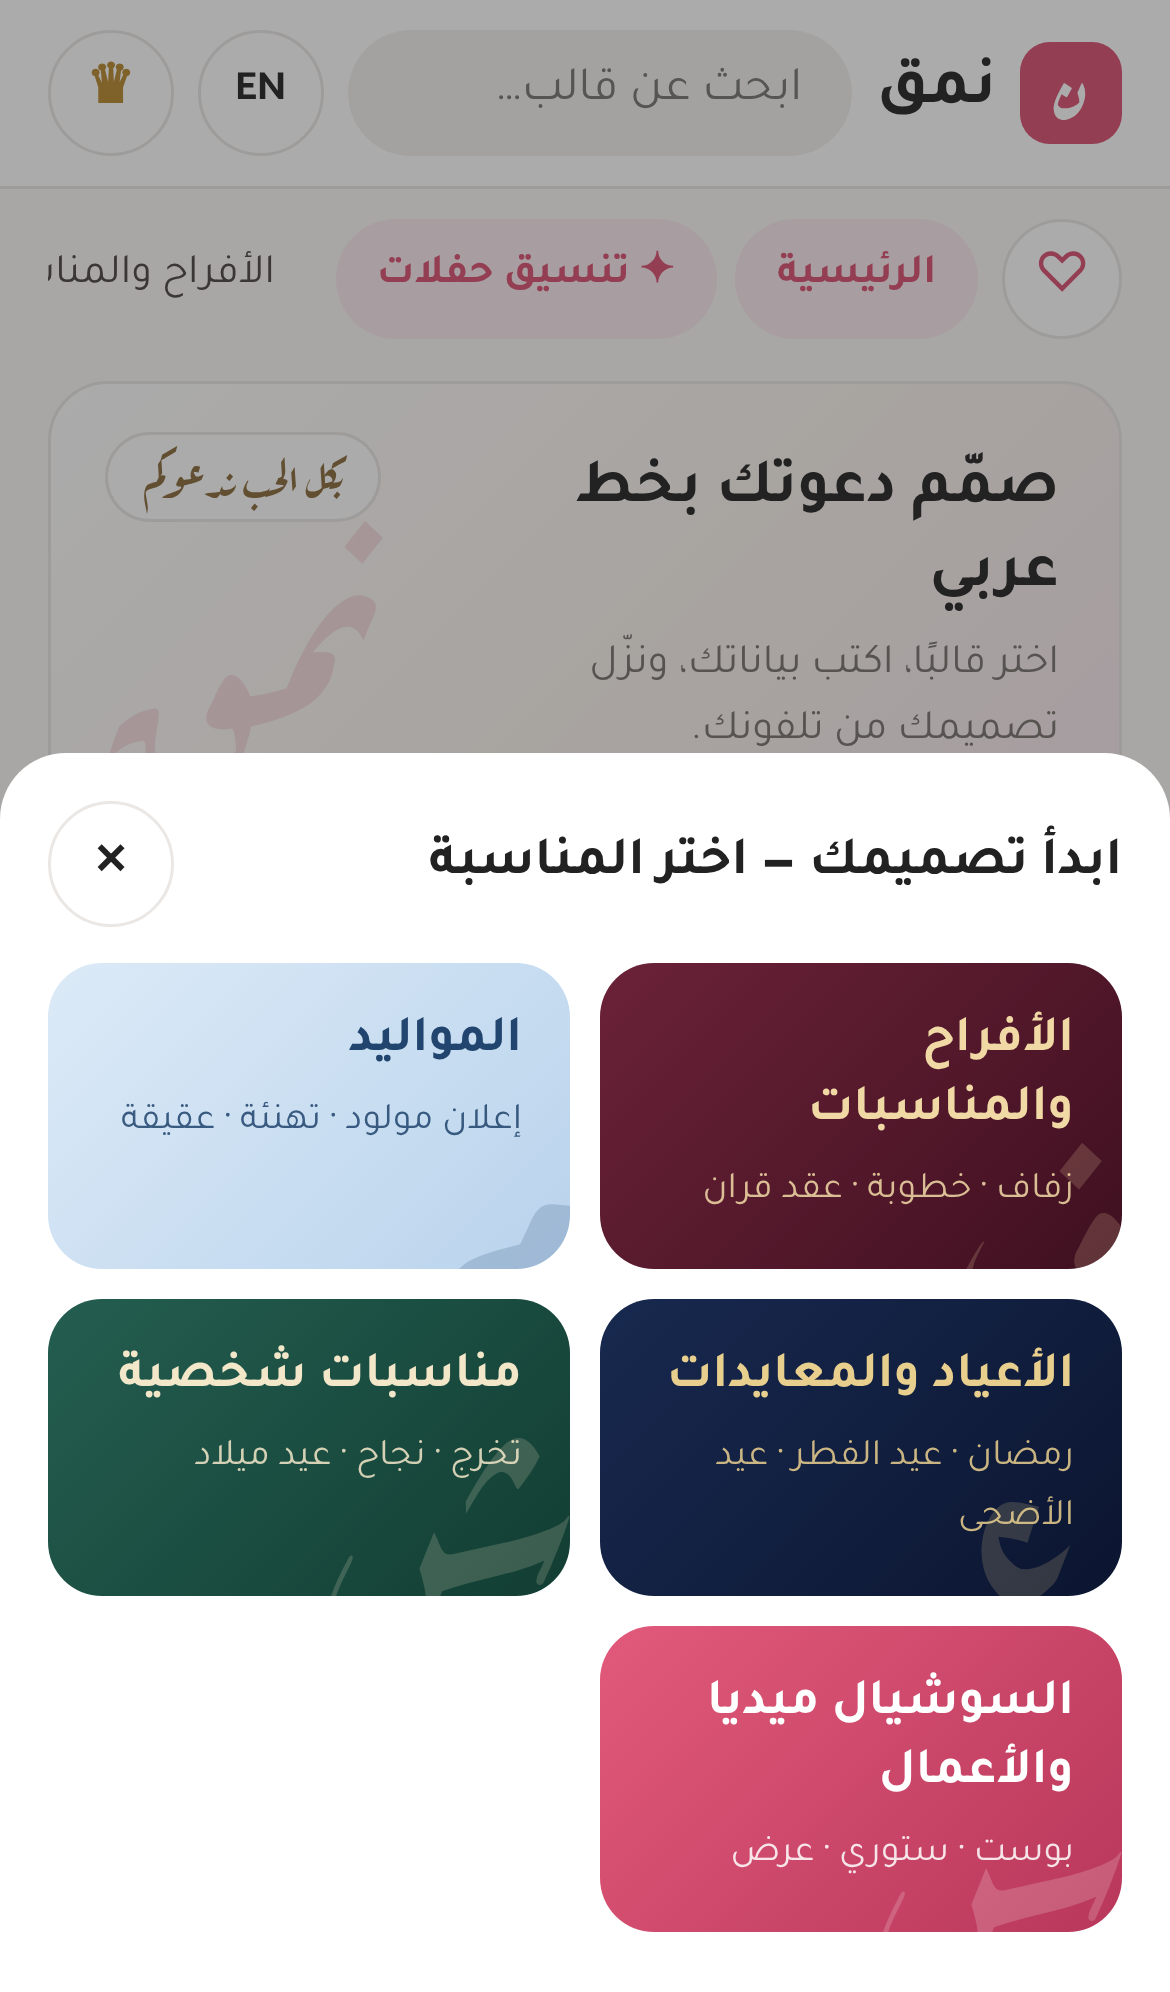 ن
نمق
ابحث عن قالب...
EN
الرئيسية
✦ تنسيق حفلات
الأفراح
صمّم دعوتك بخط
عربي
بكل الحب ندعوكم
اختر قالبًا، اكتب بياناتك، ونزّل
تصميمك من تلفونك.
ابدأ تصميمك – اختر المناسبة
×
الأفراح
والمناسبات
زفاف · خطوبة · عقد قران
المواليد
إعلان مولود · تهنئة · عقيقة
الأعياد والمعايدات
رمضان · عيد الفطر · عيد
الأضحى
مناسبات شخصية
تخرج · نجاح · عيد ميلاد
السوشيال ميديا
والأعمال
بوست · ستوري · عرض